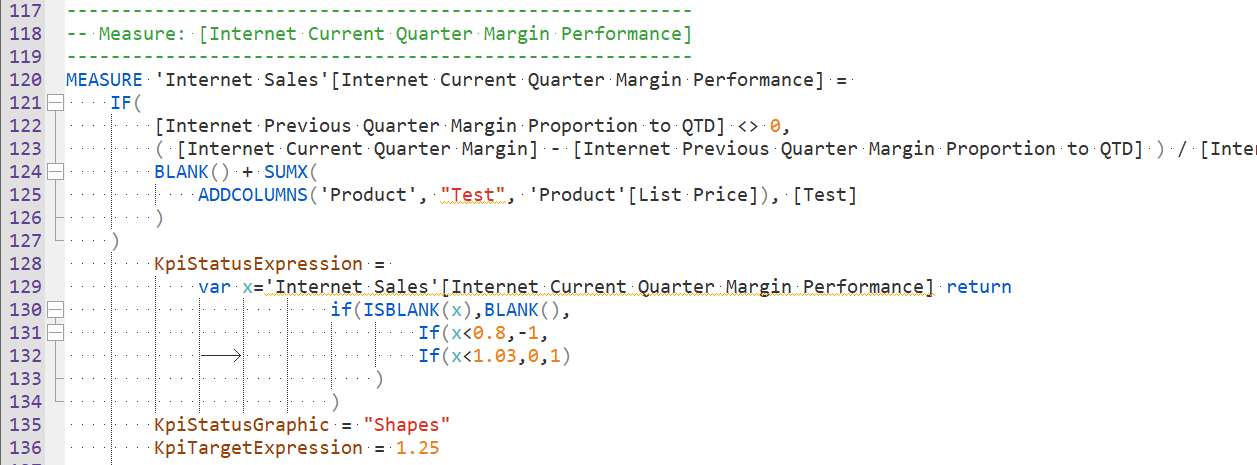 117 ---------------------------------------------------------
118 -- Measure: [Internet Current Quarter Margin Performance]
119 ---------------------------------------------------------
120 MEASURE 'Internet Sales'[Internet Current Quarter Margin Performance] =
121     IF(
122         [Internet Previous Quarter Margin Proportion to QTD] <> 0,
123         ( [Internet Current Quarter Margin] - [Internet Previous Quarter Margin Proportion to QTD] ) / [Inte
124         BLANK() + SUMX(
125             ADDCOLUMNS('Product', "Test", 'Product'[List Price]), [Test]
126         )
127     )
128         KpiStatusExpression =
129             var x='Internet Sales'[Internet Current Quarter Margin Performance] return
130                         if(ISBLANK(x),BLANK(),
131                                 If(x<0.8,-1,
132                                 If(x<1.03,0,1)
133                             )
134                         )
135         KpiStatusGraphic = "Shapes"
136         KpiTargetExpression = 1.25